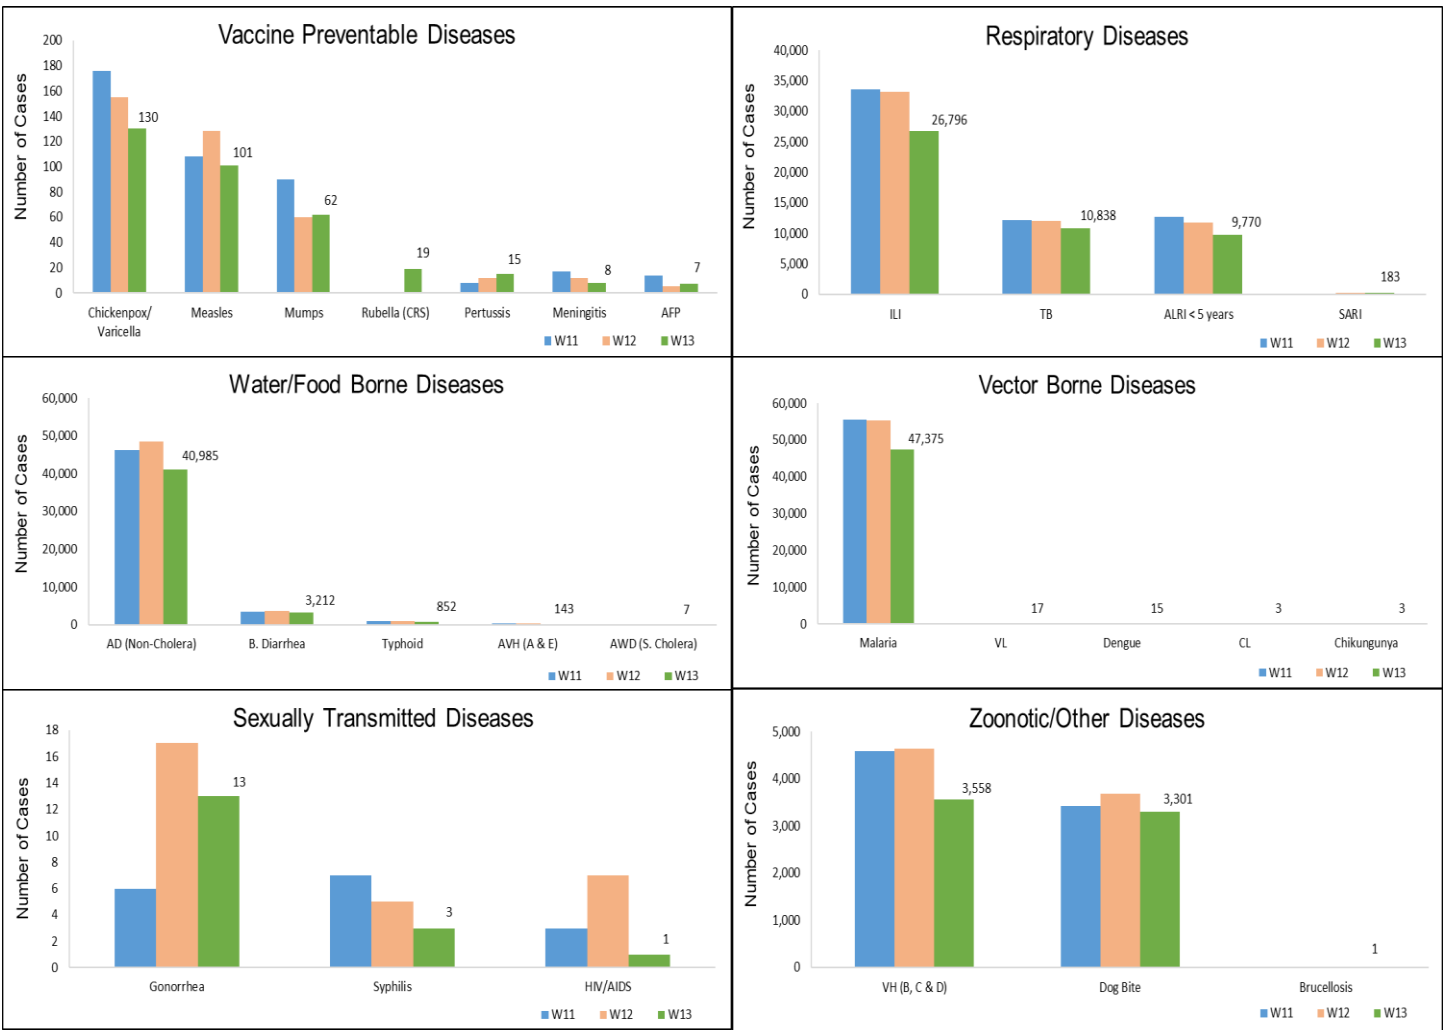 Vaccine Preventable Diseases
Number of Cases
200
180
160
140
120
100
80
60
40
20
0
130
101
62
19
15
8
7
Chickenpox/
Varicella
Measles
Mumps
Rubella (CRS)
Pertussis
Meningitis
AFP
W11 W12 W13
Respiratory Diseases
Number of Cases
40,000
35,000
30,000
25,000
20,000
15,000
10,000
5,000
0
26,796
10,838
9,770
183
ILI
TB
ALRI < 5 years
SARI
W11 W12 W13
Water/Food Borne Diseases
Number of Cases
60,000
50,000
40,000
30,000
20,000
10,000
0
40,985
3,212
852
143
7
AD (Non-Cholera)
B. Diarrhea
Typhoid
AVH (A & E)
AWD (S. Cholera)
W11 W12 W13
Vector Borne Diseases
Number of Cases
60,000
50,000
40,000
30,000
20,000
10,000
0
47,375
17
15
3
3
Malaria
VL
Dengue
CL
Chikungunya
W11 W12 W13
Sexually Transmitted Diseases
Number of Cases
18
16
14
12
10
8
6
4
2
0
13
3
1
Gonorrhea
Syphilis
HIV/AIDS
W11 W12 W13
Zoonotic/Other Diseases
Number of Cases
5,000
4,000
3,000
2,000
1,000
0
3,558
3,301
1
VH (B, C & D)
Dog Bite
Brucellosis
W11 W12 W13